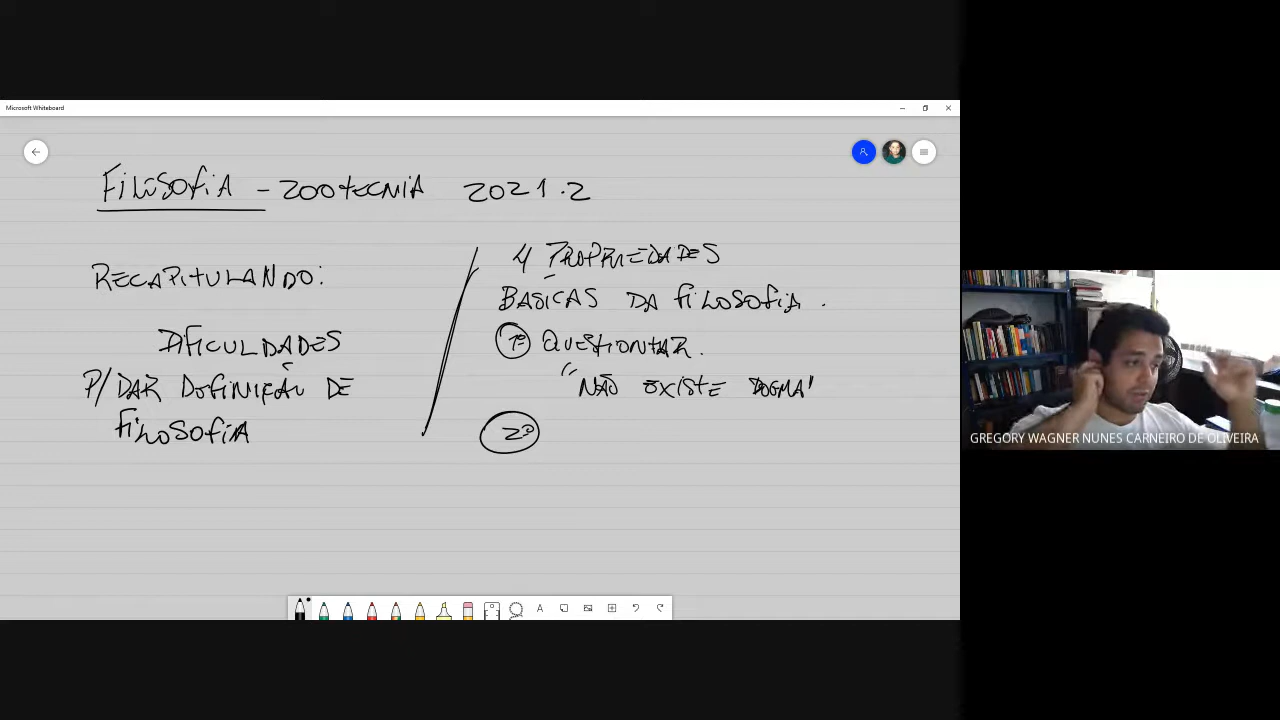 Microsoft Whiteboard
FiLOSOFiA - ZOOTECNIA 2021.2
RECAPITULANDO:
DIFICULDADES
P/ DAR DEFINIÇÃO DE
FiLOSOFiA
4 PROPRIEDADES
BÁSICAS DA FiLOSOFiA.
1º QUESTIONAR.
"NÃO EXISTE DOGMA"
2º
A
GREGORY WAGNER NUNES CARNEIRO DE OLIVEIRA